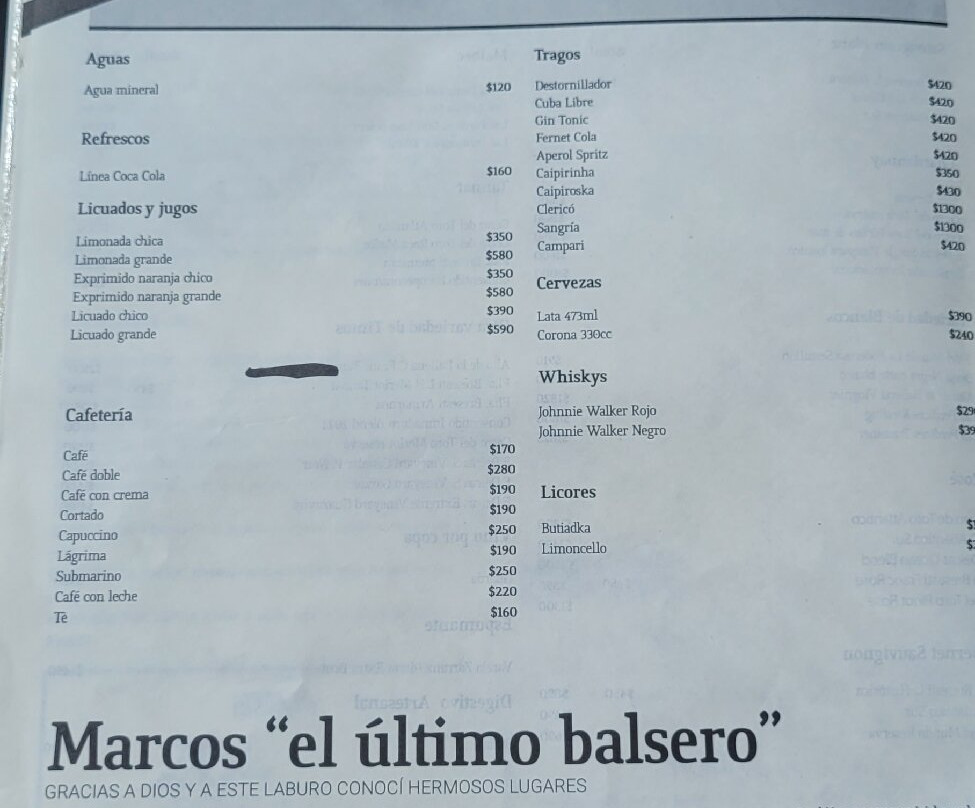 Aguas
Agua mineral $120
Refrescos
Línea Coca Cola $160
Licuados y jugos
Limonada chica $350
Limonada grande $580
Exprimido naranja chico $350
Exprimido naranja grande $580
Licuado chico $390
Licuado grande $590
Cafetería
Café $170
Café doble $280
Café con crema $190
Cortado $190
Capuccino $250
Lágrima $190
Submarino $250
Café con leche $220
Te $160
Tragos
Destornillador $420
Cuba Libre $420
Gin Tonic $420
Fernet Cola $420
Aperol Spritz $420
Caipirinha $350
Caipiroska $430
Clericó $1300
Sangría $1300
Campari $420
Cervezas
Lata 473ml $390
Corona 330cc $240
Whiskys
Johnnie Walker Rojo
Johnnie Walker Negro
Licores
Butiadka
Limoncello
Marcos “el último balsero”
GRACIAS A DIOS Y A ESTE LABURO CONOCÍ HERMOSOS LUGARES